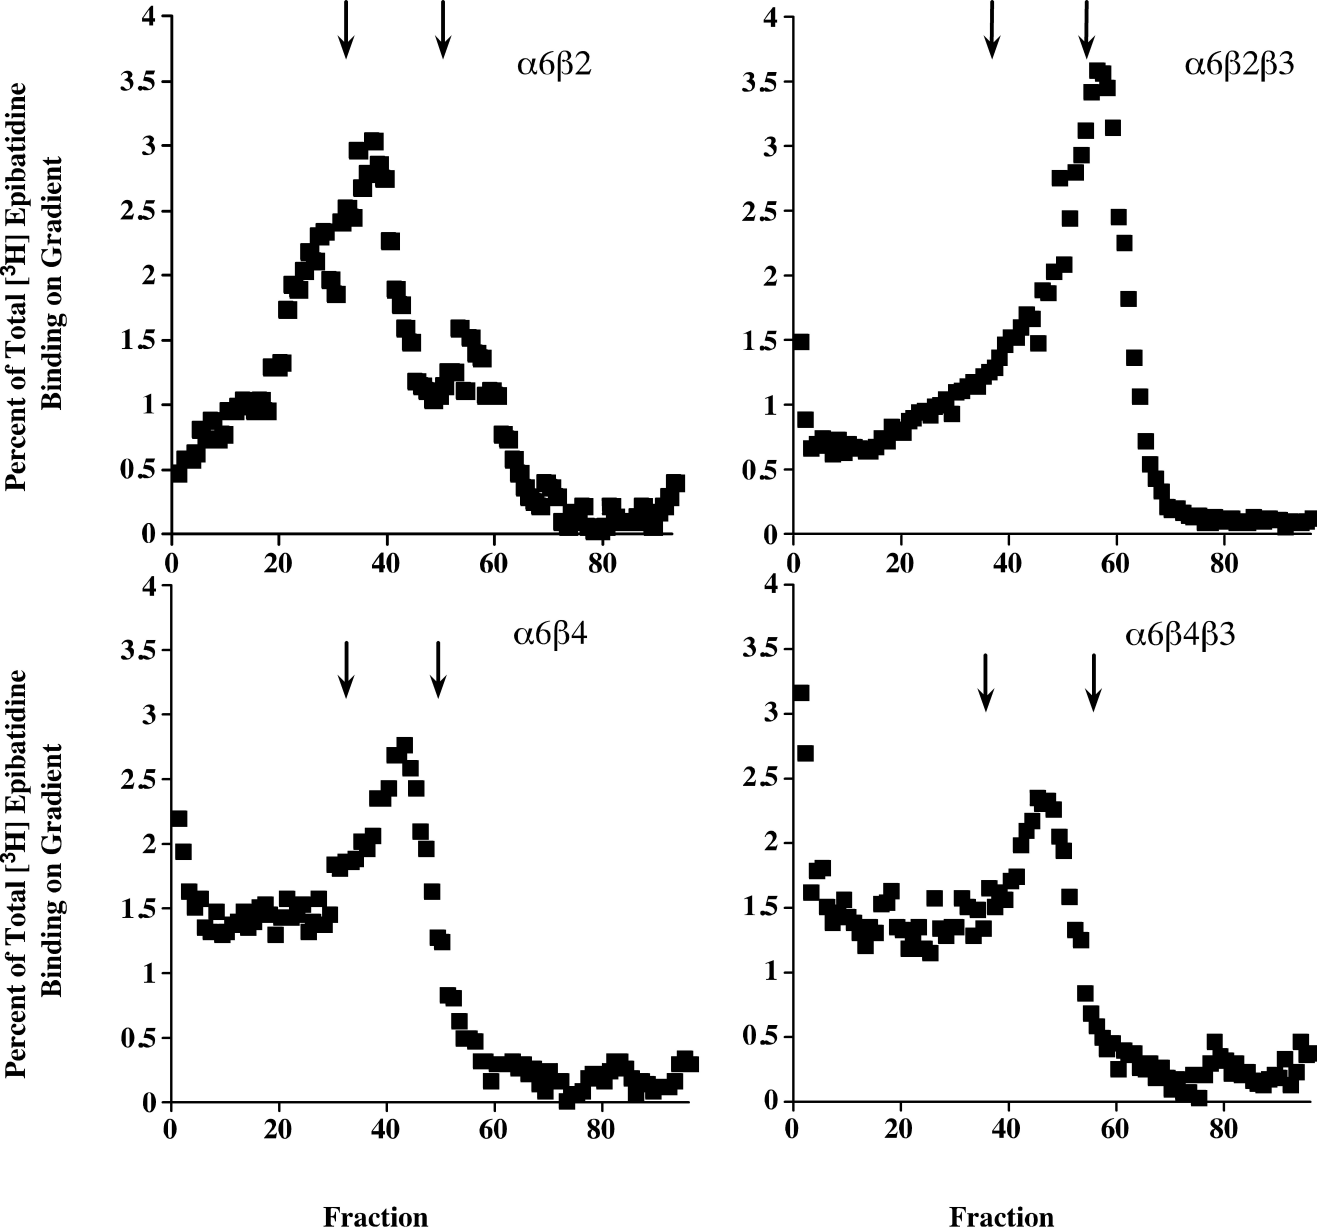 4
3.5
3
2.5
2
1.5
1
0.5
0
0 20 40 60 80
α6β2
Percent of Total [³H] Epibatidine
Binding on Gradient
4
3.5
3
2.5
2
1.5
1
0.5
0
0 20 40 60 80
α6β2β3
4
3.5
3
2.5
2
1.5
1
0.5
0
0 20 40 60 80
α6β4
Percent of Total [³H] Epibatidine
Binding on Gradient
Fraction
4
3.5
3
2.5
2
1.5
1
0.5
0
0 20 40 60 80
α6β4β3
Fraction